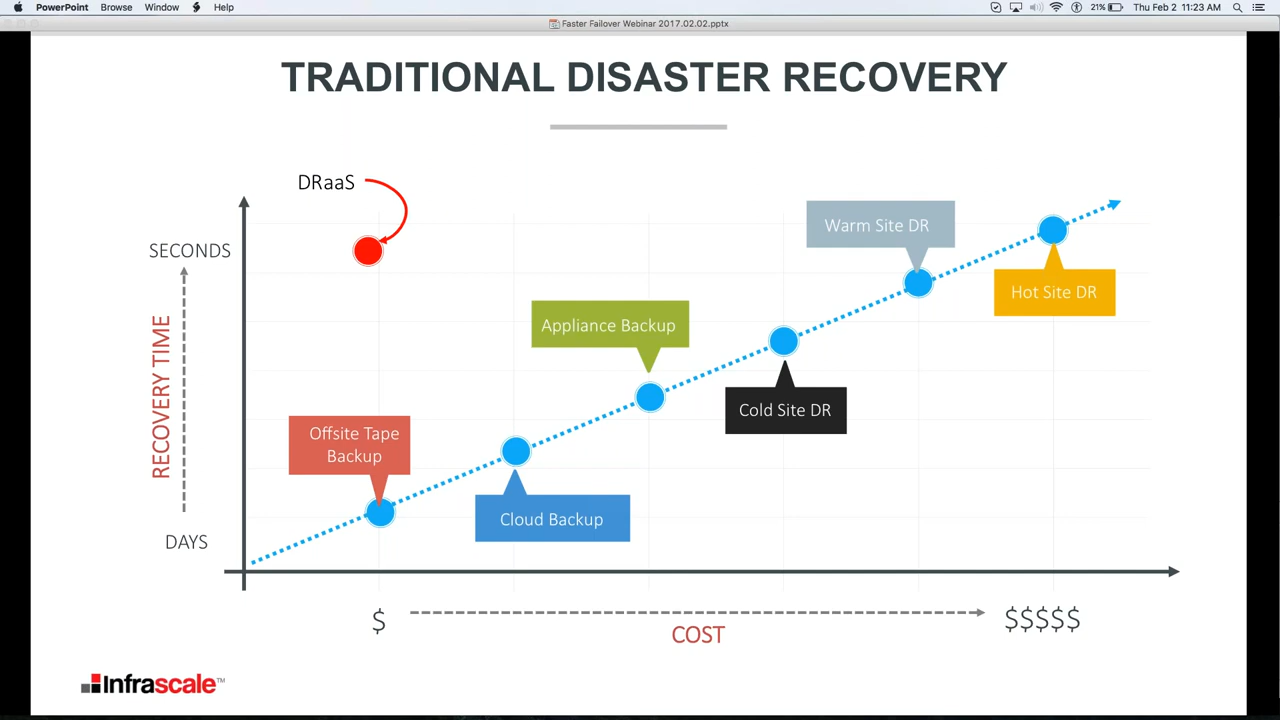 PowerPoint Browse Window Help
21% Thu Feb 2 11:23 AM
Faster Failover Webinar 2017.02.02.pptx
TRADITIONAL DISASTER RECOVERY
DRaaS
SECONDS
RECOVERY TIME
DAYS
Warm Site DR
Hot Site DR
Appliance Backup
Cold Site DR
Offsite Tape
Backup
Cloud Backup
$
$$$$$
COST
Infrascale™